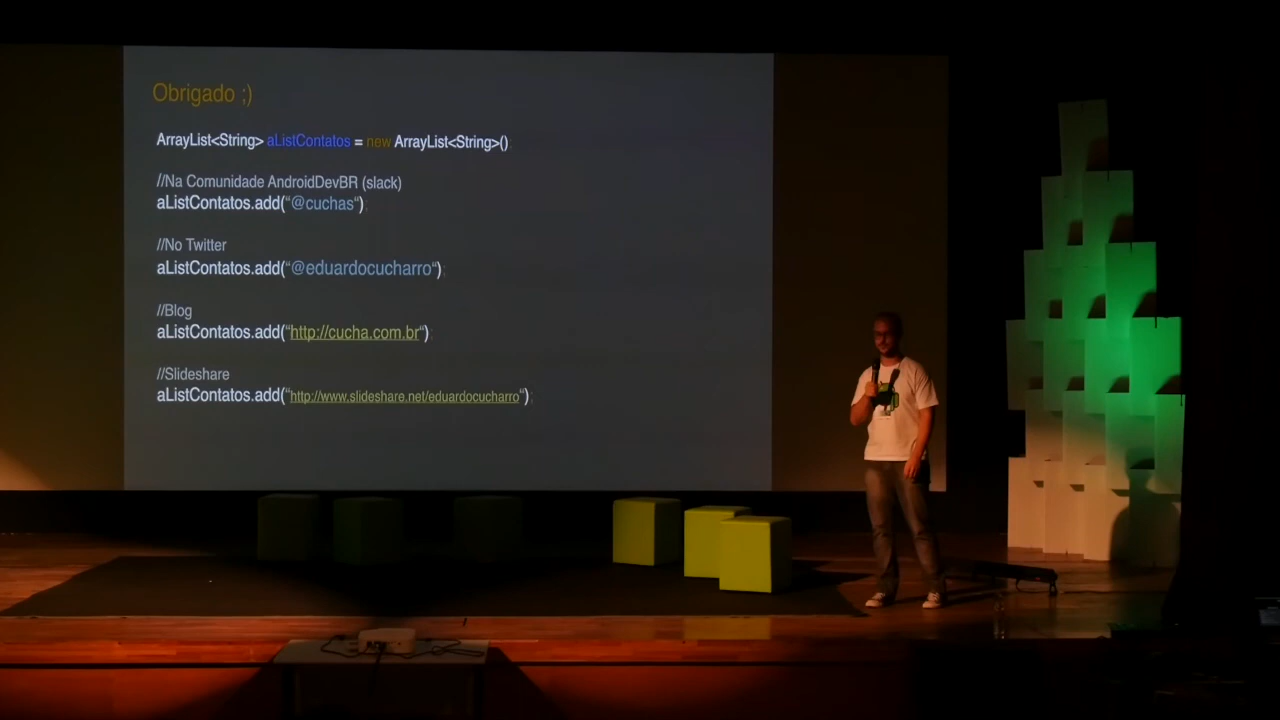 Obrigado ;)
ArrayList<String> aListContatos = new ArrayList<String>()
//Na Comunidade AndroidDevBR (slack)
aListContatos.add("@cuchas");
//No Twitter
aListContatos.add("@eduardocucharro");
//Blog
aListContatos.add("http://cucha.com.br");
//Slideshare
aListContatos.add("http://www.slideshare.net/eduardocucharro");